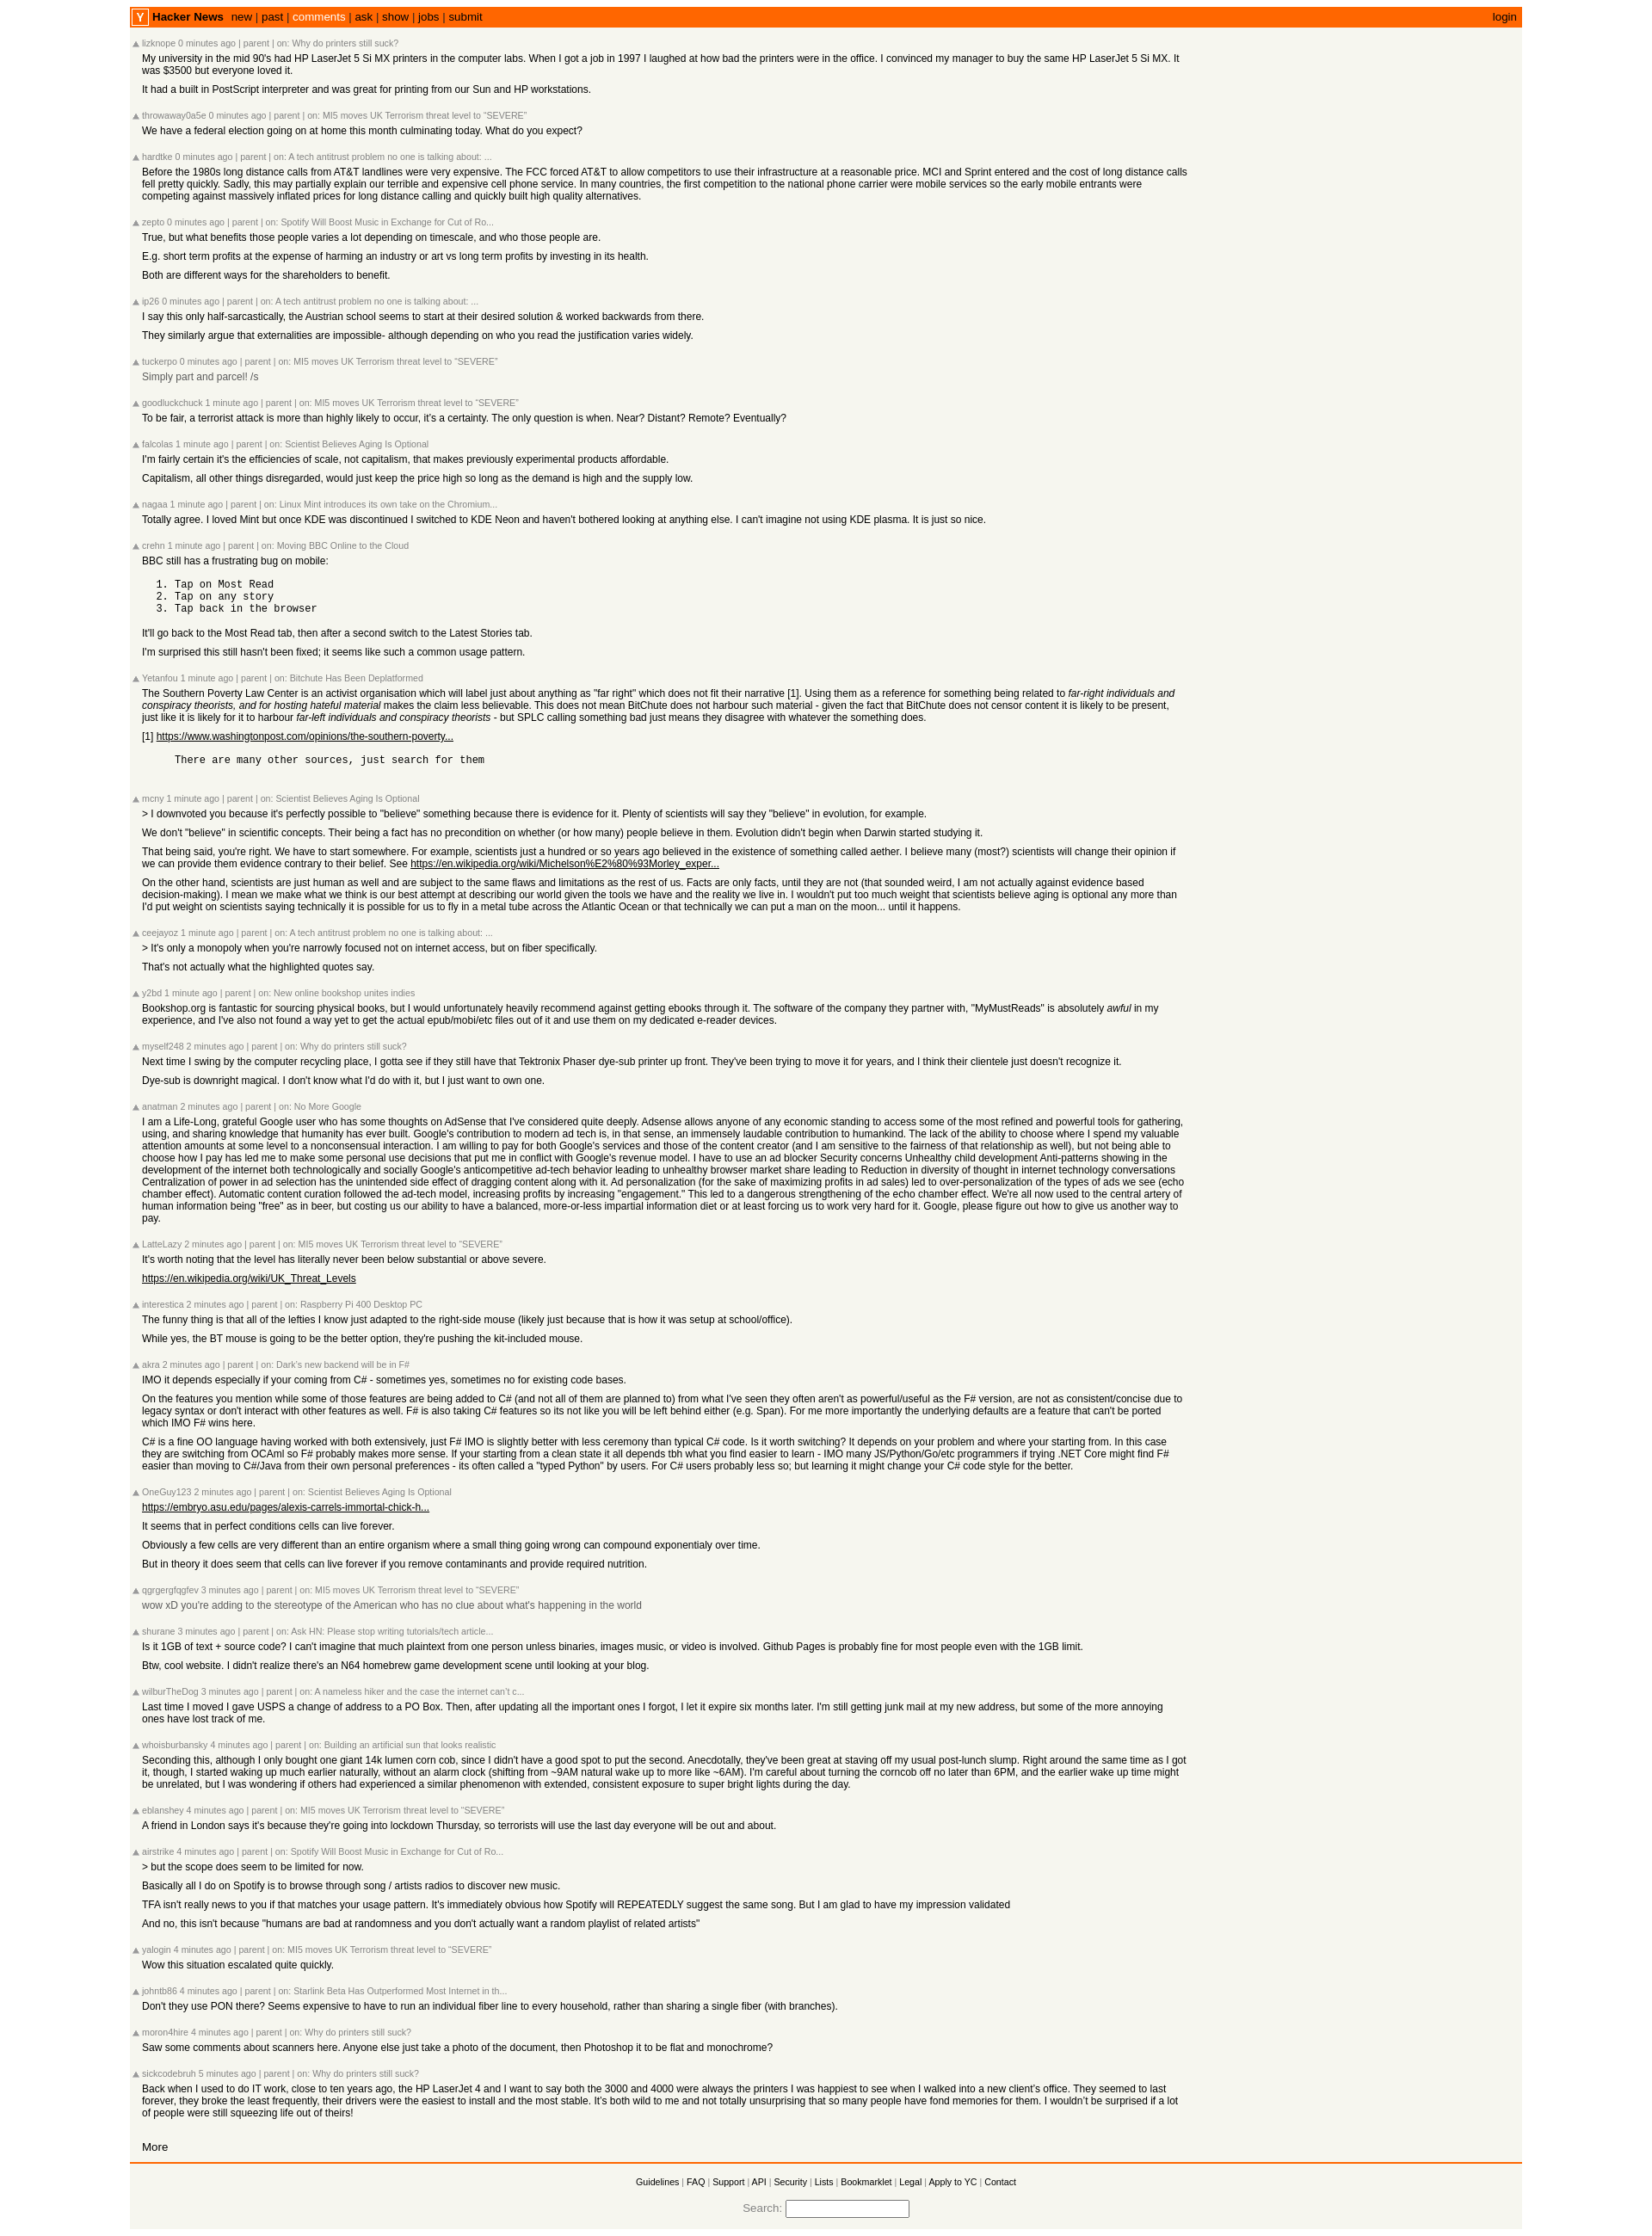 Y Hacker News new | past | comments | ask | show | jobs | submit login
lizknope 0 minutes ago | parent | on: Why do printers still suck?
My university in the mid 90's had HP LaserJet 5 Si MX printers in the computer labs. When I got a job in 1997 I laughed at how bad the printers were in the office. I convinced my manager to buy the same HP LaserJet 5 Si MX. It
was $3500 but everyone loved it.
It had a built in PostScript interpreter and was great for printing from our Sun and HP workstations.
throwaway0a5e 0 minutes ago | parent | on: MI5 moves UK Terrorism threat level to “SEVERE”
We have a federal election going on at home this month culminating today. What do you expect?
hardtke 0 minutes ago | parent | on: A tech antitrust problem no one is talking about: ...
Before the 1980s long distance calls from AT&T landlines were very expensive. The FCC forced AT&T to allow competitors to use their infrastructure at a reasonable price. MCI and Sprint entered and the cost of long distance calls
fell pretty quickly. Sadly, this may partially explain our terrible and expensive cell phone service. In many countries, the first competition to the national phone carrier were mobile services so the early mobile entrants were
competing against massively inflated prices for long distance calling and quickly built high quality alternatives.
zepto 0 minutes ago | parent | on: Spotify Will Boost Music in Exchange for Cut of Ro...
True, but what benefits those people varies a lot depending on timescale, and who those people are.
E.g. short term profits at the expense of harming an industry or art vs long term profits by investing in its health.
Both are different ways for the shareholders to benefit.
ip26 0 minutes ago | parent | on: A tech antitrust problem no one is talking about: ...
I say this only half-sarcastically, the Austrian school seems to start at their desired solution & worked backwards from there.
They similarly argue that externalities are impossible- although depending on who you read the justification varies widely.
tuckerpo 0 minutes ago | parent | on: MI5 moves UK Terrorism threat level to “SEVERE”
Simply part and parcel! /s
goodluckchuck 1 minute ago | parent | on: MI5 moves UK Terrorism threat level to “SEVERE”
To be fair, a terrorist attack is more than highly likely to occur, it’s a certainty. The only question is when. Near? Distant? Remote? Eventually?
falcolas 1 minute ago | parent | on: Scientist Believes Aging Is Optional
I'm fairly certain it's the efficiencies of scale, not capitalism, that makes previously experimental products affordable.
Capitalism, all other things disregarded, would just keep the price high so long as the demand is high and the supply low.
nagaa 1 minute ago | parent | on: Linux Mint introduces its own take on the Chromium...
Totally agree. I loved Mint but once KDE was discontinued I switched to KDE Neon and haven't bothered looking at anything else. I can't imagine not using KDE plasma. It is just so nice.
crehn 1 minute ago | parent | on: Moving BBC Online to the Cloud
BBC still has a frustrating bug on mobile:
1. Tap on Most Read
2. Tap on any story
3. Tap back in the browser
It'll go back to the Most Read tab, then after a second switch to the Latest Stories tab.
I'm surprised this still hasn't been fixed; it seems like such a common usage pattern.
Yetanfou 1 minute ago | parent | on: Bitchute Has Been Deplatformed
The Southern Poverty Law Center is an activist organisation which will label just about anything as "far right" which does not fit their narrative [1]. Using them as a reference for something being related to far-right individuals and
conspiracy theorists, and for hosting hateful material makes the claim less believable. This does not mean BitChute does not harbour such material - given the fact that BitChute does not censor content it is likely to be present,
just like it is likely for it to harbour far-left individuals and conspiracy theorists - but SPLC calling something bad just means they disagree with whatever the something does.
[1] https://www.washingtonpost.com/opinions/the-southern-poverty...
There are many other sources, just search for them
mcny 1 minute ago | parent | on: Scientist Believes Aging Is Optional
> I downvoted you because it's perfectly possible to "believe" something because there is evidence for it. Plenty of scientists will say they "believe" in evolution, for example.
We don't "believe" in scientific concepts. Their being a fact has no precondition on whether (or how many) people believe in them. Evolution didn't begin when Darwin started studying it.
That being said, you're right. We have to start somewhere. For example, scientists just a hundred or so years ago believed in the existence of something called aether. I believe many (most?) scientists will change their opinion if
we can provide them evidence contrary to their belief. See https://en.wikipedia.org/wiki/Michelson%E2%80%93Morley_exper...
On the other hand, scientists are just human as well and are subject to the same flaws and limitations as the rest of us. Facts are only facts, until they are not (that sounded weird, I am not actually against evidence based
decision-making). I mean we make what we think is our best attempt at describing our world given the tools we have and the reality we live in. I wouldn't put too much weight that scientists believe aging is optional any more than
I'd put weight on scientists saying technically it is possible for us to fly in a metal tube across the Atlantic Ocean or that technically we can put a man on the moon... until it happens.
ceejayoz 1 minute ago | parent | on: A tech antitrust problem no one is talking about: ...
> It's only a monopoly when you're narrowly focused not on internet access, but on fiber specifically.
That's not actually what the highlighted quotes say.
y2bd 1 minute ago | parent | on: New online bookshop unites indies
Bookshop.org is fantastic for sourcing physical books, but I would unfortunately heavily recommend against getting ebooks through it. The software of the company they partner with, "MyMustReads" is absolutely awful in my
experience, and I've also not found a way yet to get the actual epub/mobi/etc files out of it and use them on my dedicated e-reader devices.
myself248 2 minutes ago | parent | on: Why do printers still suck?
Next time I swing by the computer recycling place, I gotta see if they still have that Tektronix Phaser dye-sub printer up front. They've been trying to move it for years, and I think their clientele just doesn't recognize it.
Dye-sub is downright magical. I don't know what I'd do with it, but I just want to own one.
anatman 2 minutes ago | parent | on: No More Google
I am a Life-Long, grateful Google user who has some thoughts on AdSense that I've considered quite deeply. Adsense allows anyone of any economic standing to access some of the most refined and powerful tools for gathering,
using, and sharing knowledge that humanity has ever built. Google's contribution to modern ad tech is, in that sense, an immensely laudable contribution to humankind. The lack of the ability to choose where I spend my valuable
attention amounts at some level to a nonconsensual interaction. I am willing to pay for both Google's services and those of the content creator (and I am sensitive to the fairness of that relationship as well), but not being able to
choose how I pay has led me to make some personal use decisions that put me in conflict with Google's revenue model. I have to use an ad blocker Security concerns Unhealthy child development Anti-patterns showing in the
development of the internet both technologically and socially Google's anticompetitive ad-tech behavior leading to unhealthy browser market share leading to Reduction in diversity of thought in internet technology conversations
Centralization of power in ad selection has the unintended side effect of dragging content along with it. Ad personalization (for the sake of maximizing profits in ad sales) led to over-personalization of the types of ads we see (echo
chamber effect). Automatic content curation followed the ad-tech model, increasing profits by increasing "engagement." This led to a dangerous strengthening of the echo chamber effect. We're all now used to the central artery of
human information being "free" as in beer, but costing us our ability to have a balanced, more-or-less impartial information diet or at least forcing us to work very hard for it. Google, please figure out how to give us another way to
pay.
LatteLazy 2 minutes ago | parent | on: MI5 moves UK Terrorism threat level to “SEVERE”
It's worth noting that the level has literally never been below substantial or above severe.
https://en.wikipedia.org/wiki/UK_Threat_Levels
interestica 2 minutes ago | parent | on: Raspberry Pi 400 Desktop PC
The funny thing is that all of the lefties I know just adapted to the right-side mouse (likely just because that is how it was setup at school/office).
While yes, the BT mouse is going to be the better option, they're pushing the kit-included mouse.
akra 2 minutes ago | parent | on: Dark’s new backend will be in F#
IMO it depends especially if your coming from C# - sometimes yes, sometimes no for existing code bases.
On the features you mention while some of those features are being added to C# (and not all of them are planned to) from what I've seen they often aren't as powerful/useful as the F# version, are not as consistent/concise due to
legacy syntax or don't interact with other features as well. F# is also taking C# features so its not like you will be left behind either (e.g. Span). For me more importantly the underlying defaults are a feature that can't be ported
which IMO F# wins here.
C# is a fine OO language having worked with both extensively, just F# IMO is slightly better with less ceremony than typical C# code. Is it worth switching? It depends on your problem and where your starting from. In this case
they are switching from OCAml so F# probably makes more sense. If your starting from a clean state it all depends tbh what you find easier to learn - IMO many JS/Python/Go/etc programmers if trying .NET Core might find F#
easier than moving to C#/Java from their own personal preferences - its often called a "typed Python" by users. For C# users probably less so; but learning it might change your C# code style for the better.
OneGuy123 2 minutes ago | parent | on: Scientist Believes Aging Is Optional
https://embryo.asu.edu/pages/alexis-carrels-immortal-chick-h...
It seems that in perfect conditions cells can live forever.
Obviously a few cells are very different than an entire organism where a small thing going wrong can compound exponentialy over time.
But in theory it does seem that cells can live forever if you remove contaminants and provide required nutrition.
qgrgergfqgfev 3 minutes ago | parent | on: MI5 moves UK Terrorism threat level to “SEVERE”
wow xD you're adding to the stereotype of the American who has no clue about what's happening in the world
shurane 3 minutes ago | parent | on: Ask HN: Please stop writing tutorials/tech article...
Is it 1GB of text + source code? I can't imagine that much plaintext from one person unless binaries, images music, or video is involved. Github Pages is probably fine for most people even with the 1GB limit.
Btw, cool website. I didn't realize there's an N64 homebrew game development scene until looking at your blog.
wilburTheDog 3 minutes ago | parent | on: A nameless hiker and the case the internet can’t c...
Last time I moved I gave USPS a change of address to a PO Box. Then, after updating all the important ones I forgot, I let it expire six months later. I'm still getting junk mail at my new address, but some of the more annoying
ones have lost track of me.
whoisburbansky 4 minutes ago | parent | on: Building an artificial sun that looks realistic
Seconding this, although I only bought one giant 14k lumen corn cob, since I didn't have a good spot to put the second. Anecdotally, they've been great at staving off my usual post-lunch slump. Right around the same time as I got
it, though, I started waking up much earlier naturally, without an alarm clock (shifting from ~9AM natural wake up to more like ~6AM). I'm careful about turning the corncob off no later than 6PM, and the earlier wake up time might
be unrelated, but I was wondering if others had experienced a similar phenomenon with extended, consistent exposure to super bright lights during the day.
eblanshey 4 minutes ago | parent | on: MI5 moves UK Terrorism threat level to “SEVERE”
A friend in London says it's because they're going into lockdown Thursday, so terrorists will use the last day everyone will be out and about.
airstrike 4 minutes ago | parent | on: Spotify Will Boost Music in Exchange for Cut of Ro...
> but the scope does seem to be limited for now.
Basically all I do on Spotify is to browse through song / artists radios to discover new music.
TFA isn't really news to you if that matches your usage pattern. It's immediately obvious how Spotify will REPEATEDLY suggest the same song. But I am glad to have my impression validated
And no, this isn't because "humans are bad at randomness and you don't actually want a random playlist of related artists"
yalogin 4 minutes ago | parent | on: MI5 moves UK Terrorism threat level to “SEVERE”
Wow this situation escalated quite quickly.
johntb86 4 minutes ago | parent | on: Starlink Beta Has Outperformed Most Internet in th...
Don't they use PON there? Seems expensive to have to run an individual fiber line to every household, rather than sharing a single fiber (with branches).
moron4hire 4 minutes ago | parent | on: Why do printers still suck?
Saw some comments about scanners here. Anyone else just take a photo of the document, then Photoshop it to be flat and monochrome?
sickcodebruh 5 minutes ago | parent | on: Why do printers still suck?
Back when I used to do IT work, close to ten years ago, the HP LaserJet 4 and I want to say both the 3000 and 4000 were always the printers I was happiest to see when I walked into a new client’s office. They seemed to last
forever, they broke the least frequently, their drivers were the easiest to install and the most stable. It’s both wild to me and not totally unsurprising that so many people have fond memories for them. I wouldn’t be surprised if a lot
of people were still squeezing life out of theirs!
More
Guidelines | FAQ | Support | API | Security | Lists | Bookmarklet | Legal | Apply to YC | Contact
Search: